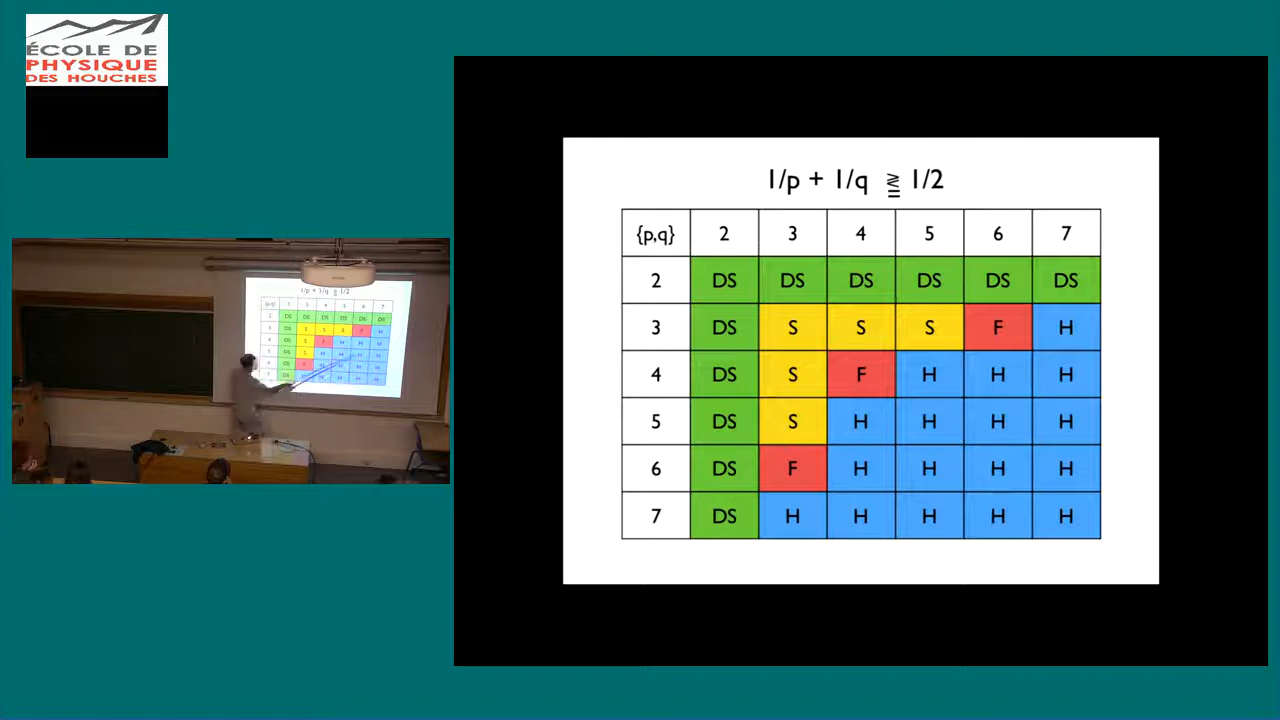 ÉCOLE DE
PHYSIQUE
DES HOUCHES
1/p + 1/q ⪌ 1/2
{p,q} 2 3 4 5 6 7
2 DS DS DS DS DS DS
3 DS S S S F H
4 DS S F H H H
5 DS S H H H H
6 DS F H H H H
7 DS H H H H H